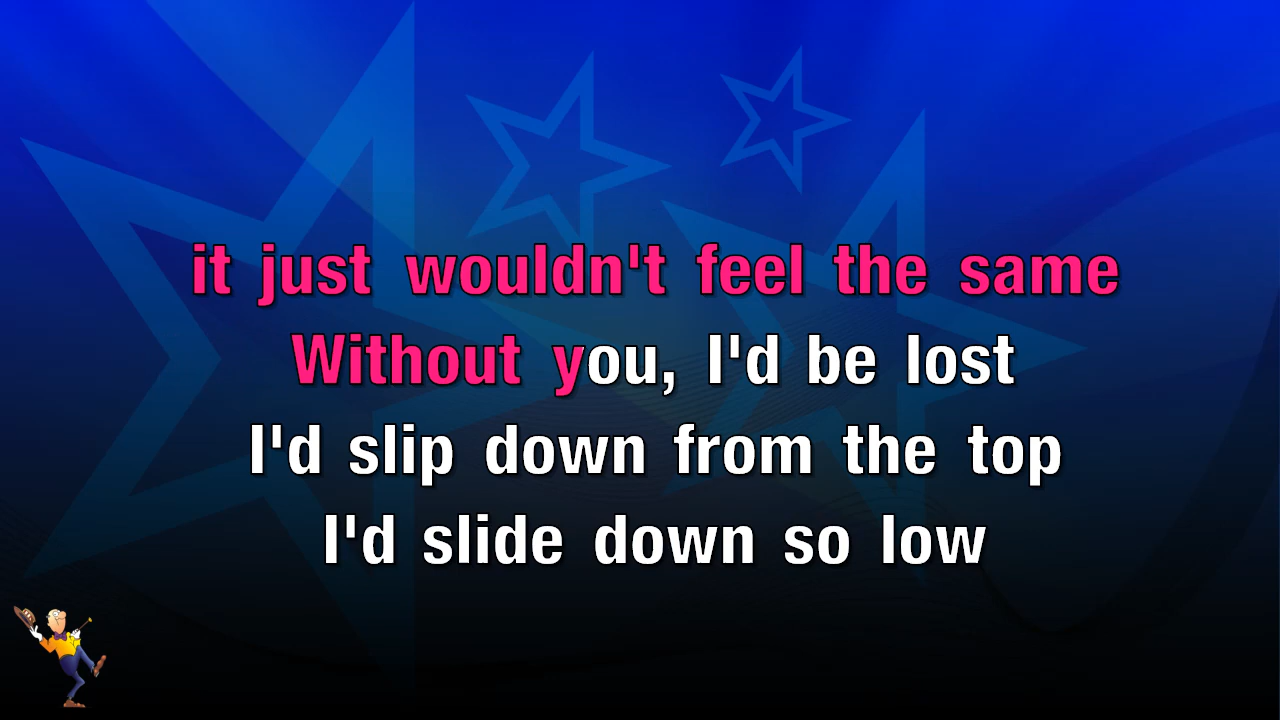 it just wouldn't feel the same
Without you, I'd be lost
I'd slip down from the top
I'd slide down so low